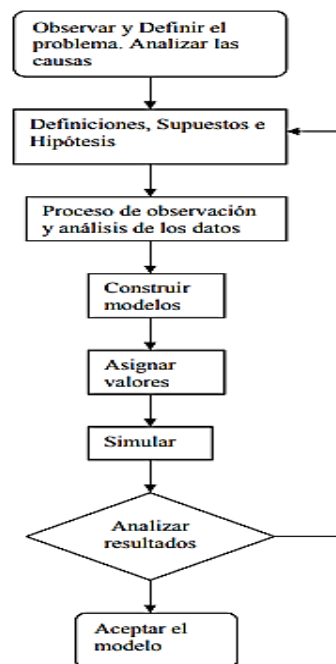 Observar y Definir el
problema. Analizar las
causas
Definiciones, Supuestos e
Hipótesis
Proceso de observación
y análisis de los datos
Construir
modelos
Asignar
valores
Simular
Analizar
resultados
Aceptar el
modelo